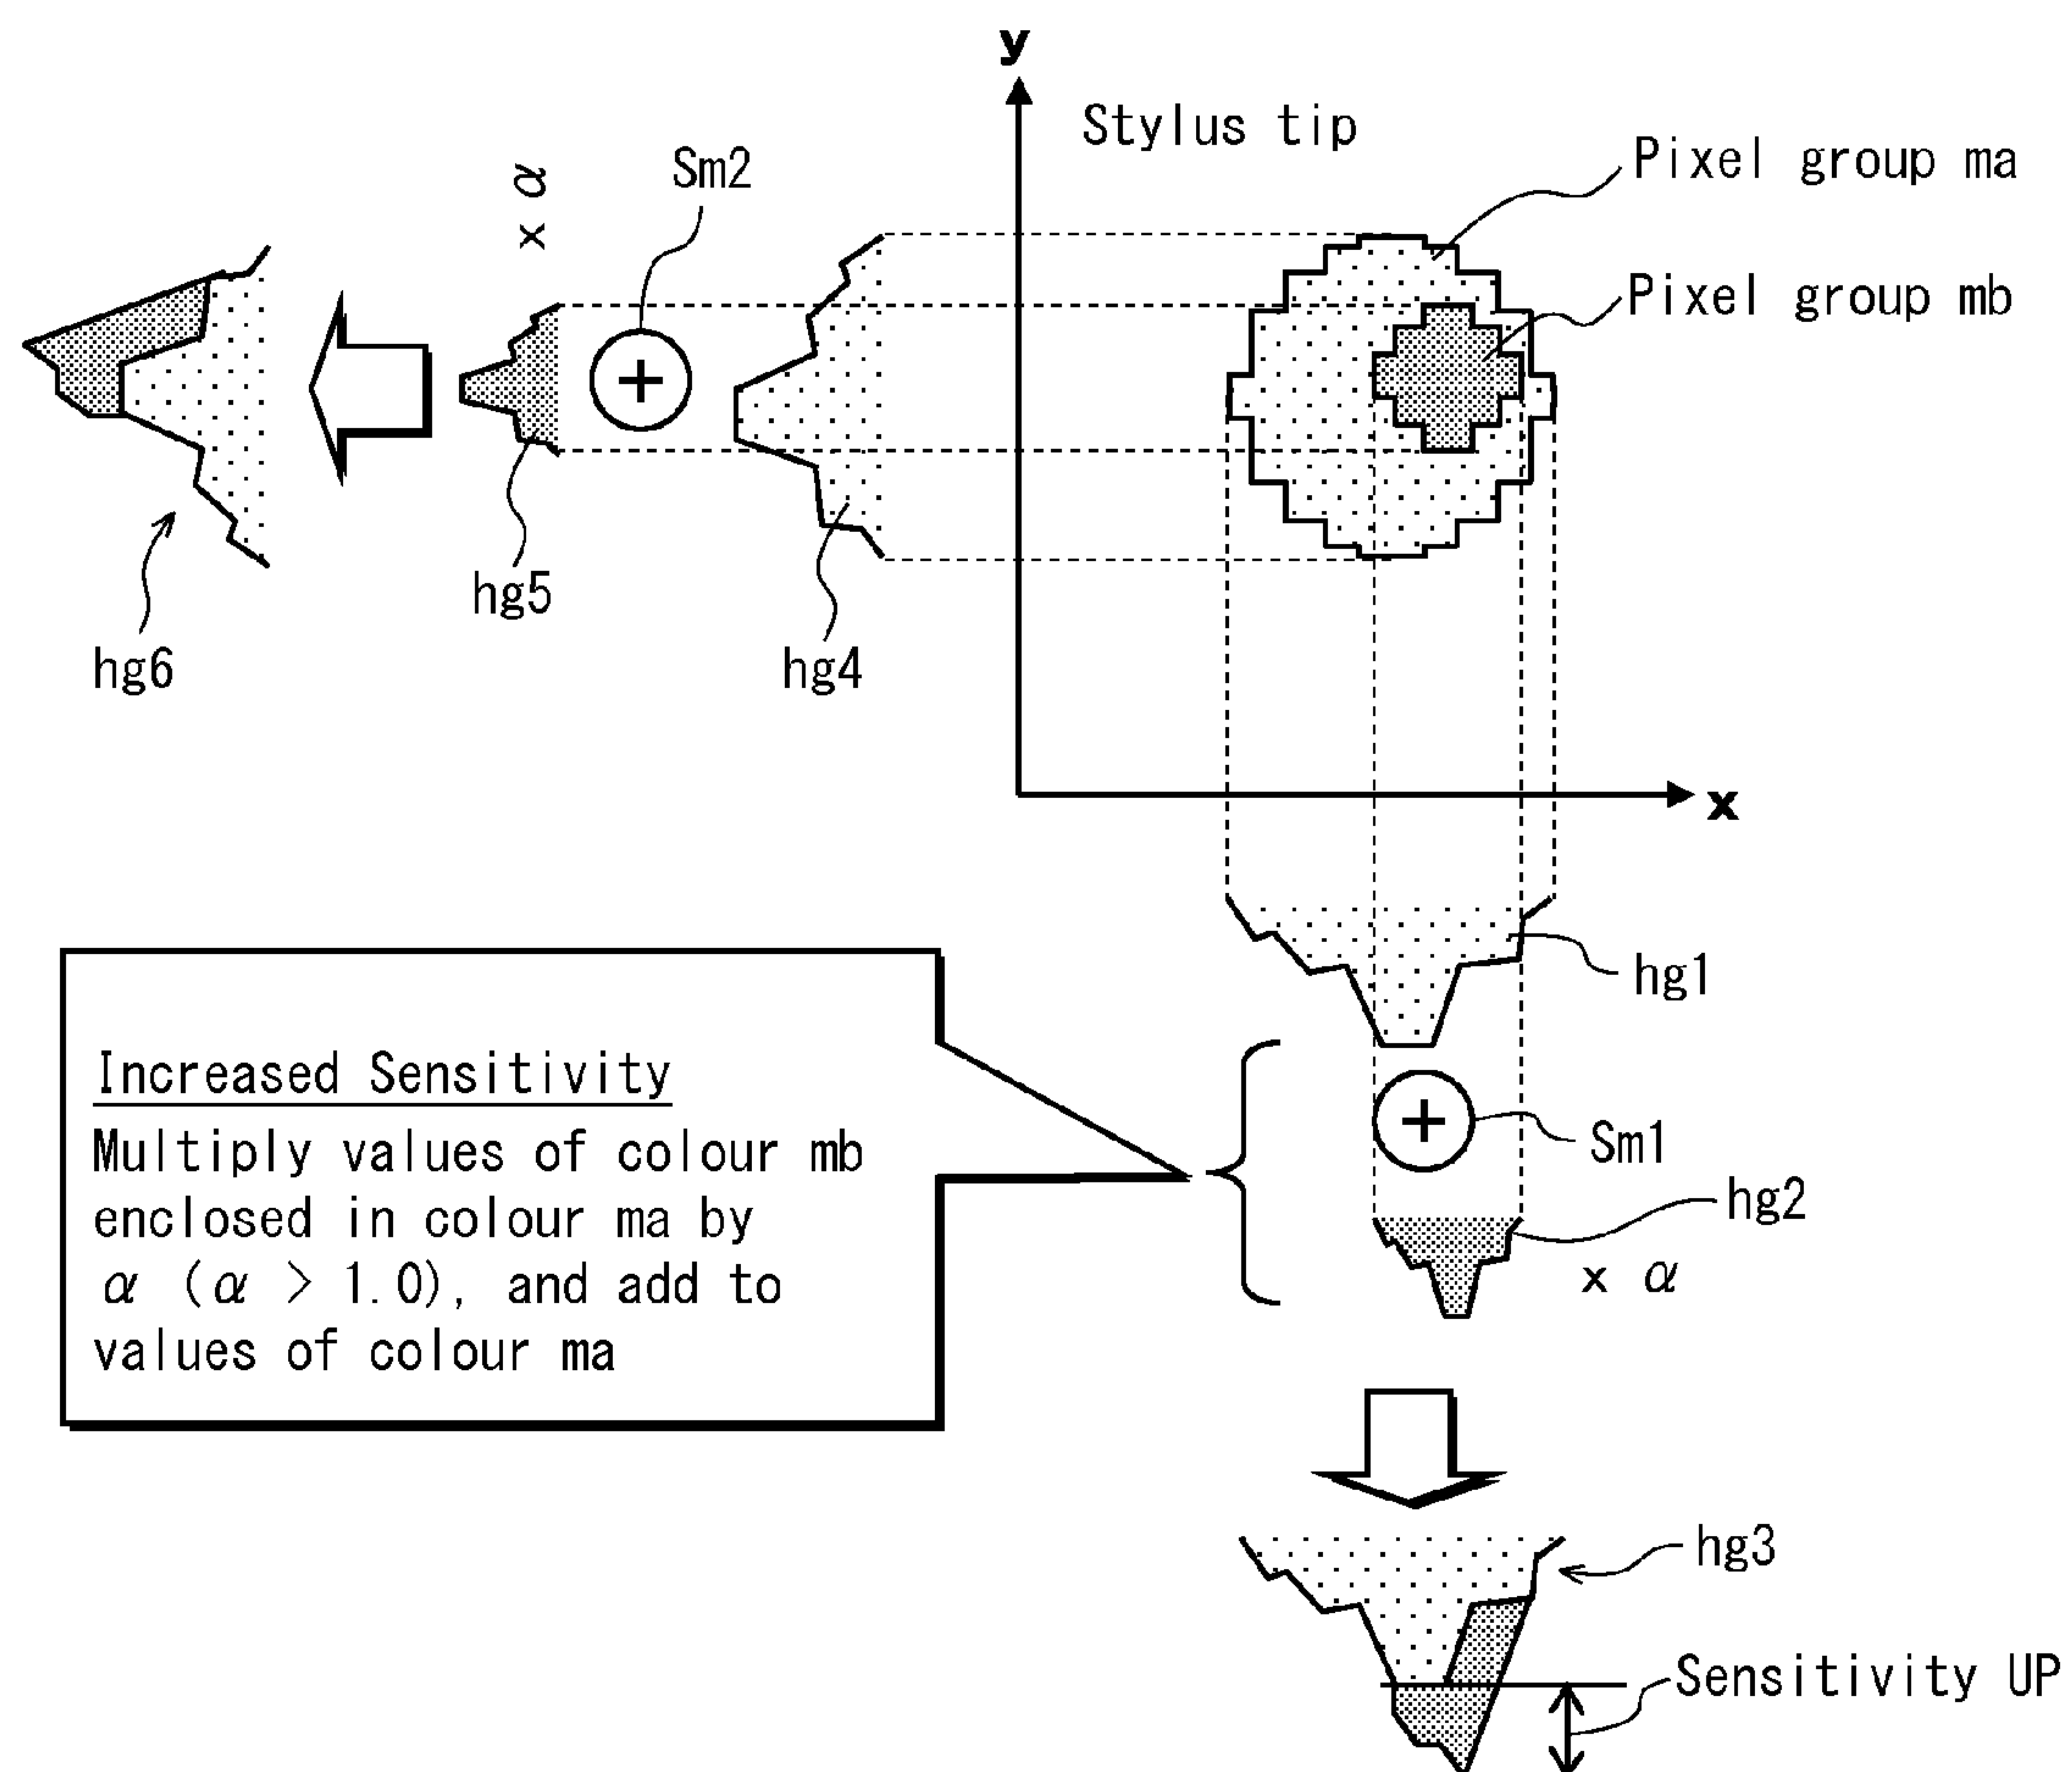 y
Stylus tip
Pixel group ma
Pixel group mb
x α
Sm2
hg5
hg4
hg6
x
hg1
Sm1
hg2
x α
Increased Sensitivity
Multiply values of colour mb
enclosed in colour ma by
α (α > 1.0), and add to
values of colour ma
+
+
hg3
Sensitivity UP